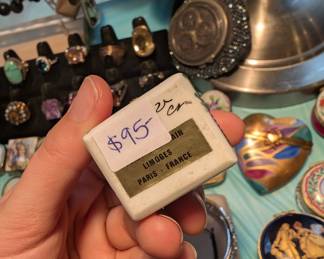 $95-
LIMOGES
PARIS - FRANCE